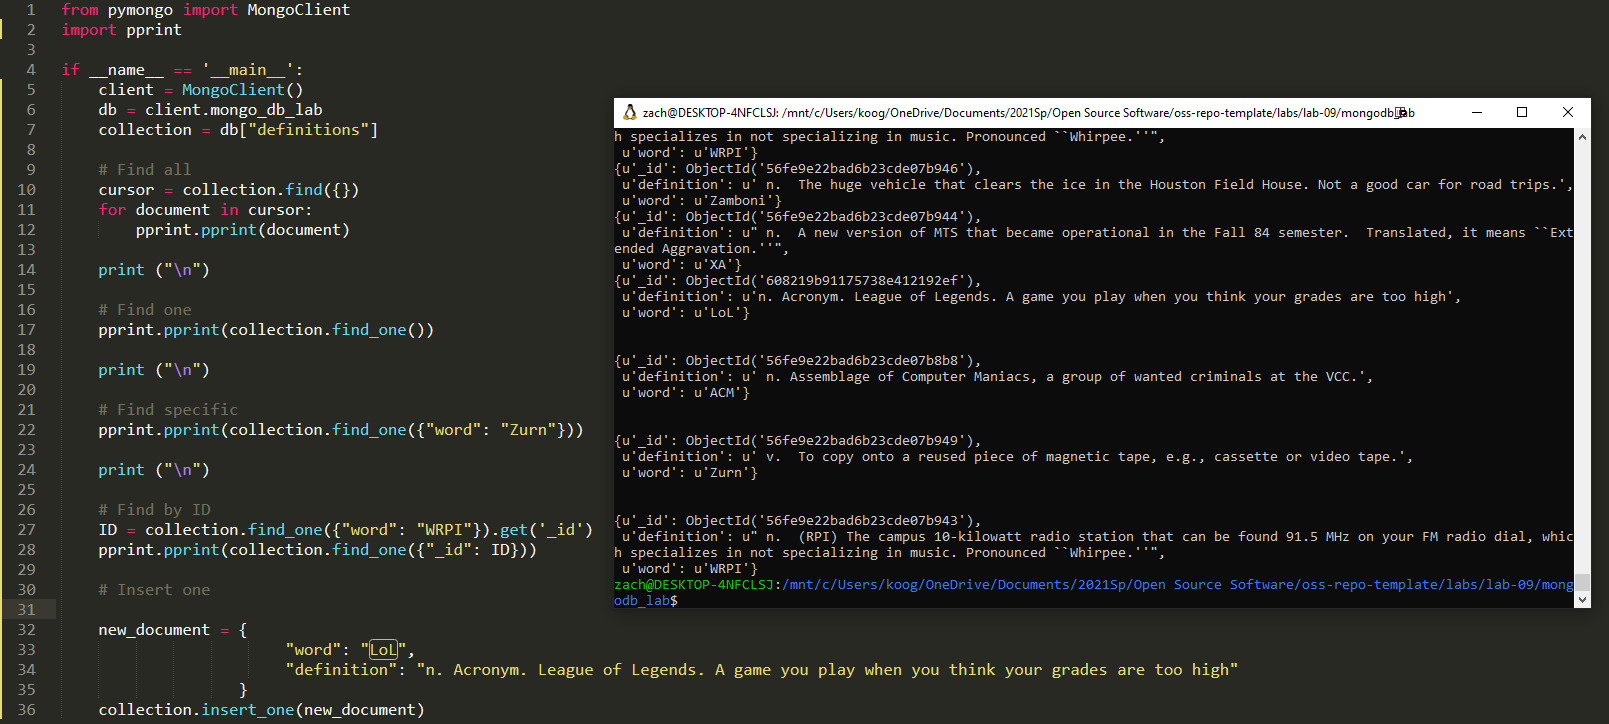 1 from pymongo import MongoClient
2 import pprint
3
4 if __name__ == '__main__':
5 client = MongoClient()
6 db = client.mongo_db_lab
7 collection = db["definitions"]
8
9 # Find all
10 cursor = collection.find({})
11 for document in cursor:
12 pprint.pprint(document)
13
14 print ("\n")
15
16 # Find one
17 pprint.pprint(collection.find_one())
18
19 print ("\n")
20
21 # Find specific
22 pprint.pprint(collection.find_one({"word": "Zurn"}))
23
24 print ("\n")
25
26 # Find by ID
27 ID = collection.find_one({"word": "WRPI"}).get('_id')
28 pprint.pprint(collection.find_one({"_id": ID}))
29
30 # Insert one
31
32 new_document = {
33 "word": "LoL",
34 "definition": "n. Acronym. League of Legends. A game you play when you think your grades are too high"
35 }
36 collection.insert_one(new_document)
zach@DESKTOP-4NFCLSJ: /mnt/c/Users/koog/OneDrive/Documents/2021Sp/Open Source Software/oss-repo-template/labs/lab-09/mongodb_lab
h specializes in not specializing in music. Pronounced ``Whirpee.''",
u'word': u'WRPI'}
{u'_id': ObjectId('56fe9e22bad6b23cde07b946'),
u'definition': u' n.  The huge vehicle that clears the ice in the Houston Field House. Not a good car for road trips.',
u'word': u'Zamboni'}
{u'_id': ObjectId('56fe9e22bad6b23cde07b944'),
u'definition': u" n.  A new version of MTS that became operational in the Fall 84 semester.  Translated, it means ``Ext
ended Aggravation.''",
u'word': u'XA'}
{u'_id': ObjectId('608219b91175738e412192ef'),
u'definition': u'n. Acronym. League of Legends. A game you play when you think your grades are too high',
u'word': u'LoL'}
{u'_id': ObjectId('56fe9e22bad6b23cde07b8b8'),
u'definition': u' n. Assemblage of Computer Maniacs, a group of wanted criminals at the VCC.',
u'word': u'ACM'}
{u'_id': ObjectId('56fe9e22bad6b23cde07b949'),
u'definition': u' v.  To copy onto a reused piece of magnetic tape, e.g., cassette or video tape.',
u'word': u'Zurn'}
{u'_id': ObjectId('56fe9e22bad6b23cde07b943'),
u'definition': u" n.  (RPI) The campus 10-kilowatt radio station that can be found 91.5 MHz on your FM radio dial, whic
h specializes in not specializing in music. Pronounced ``Whirpee.''",
u'word': u'WRPI'}
zach@DESKTOP-4NFCLSJ:/mnt/c/Users/koog/OneDrive/Documents/2021Sp/Open Source Software/oss-repo-template/labs/lab-09/mong
odb_lab$